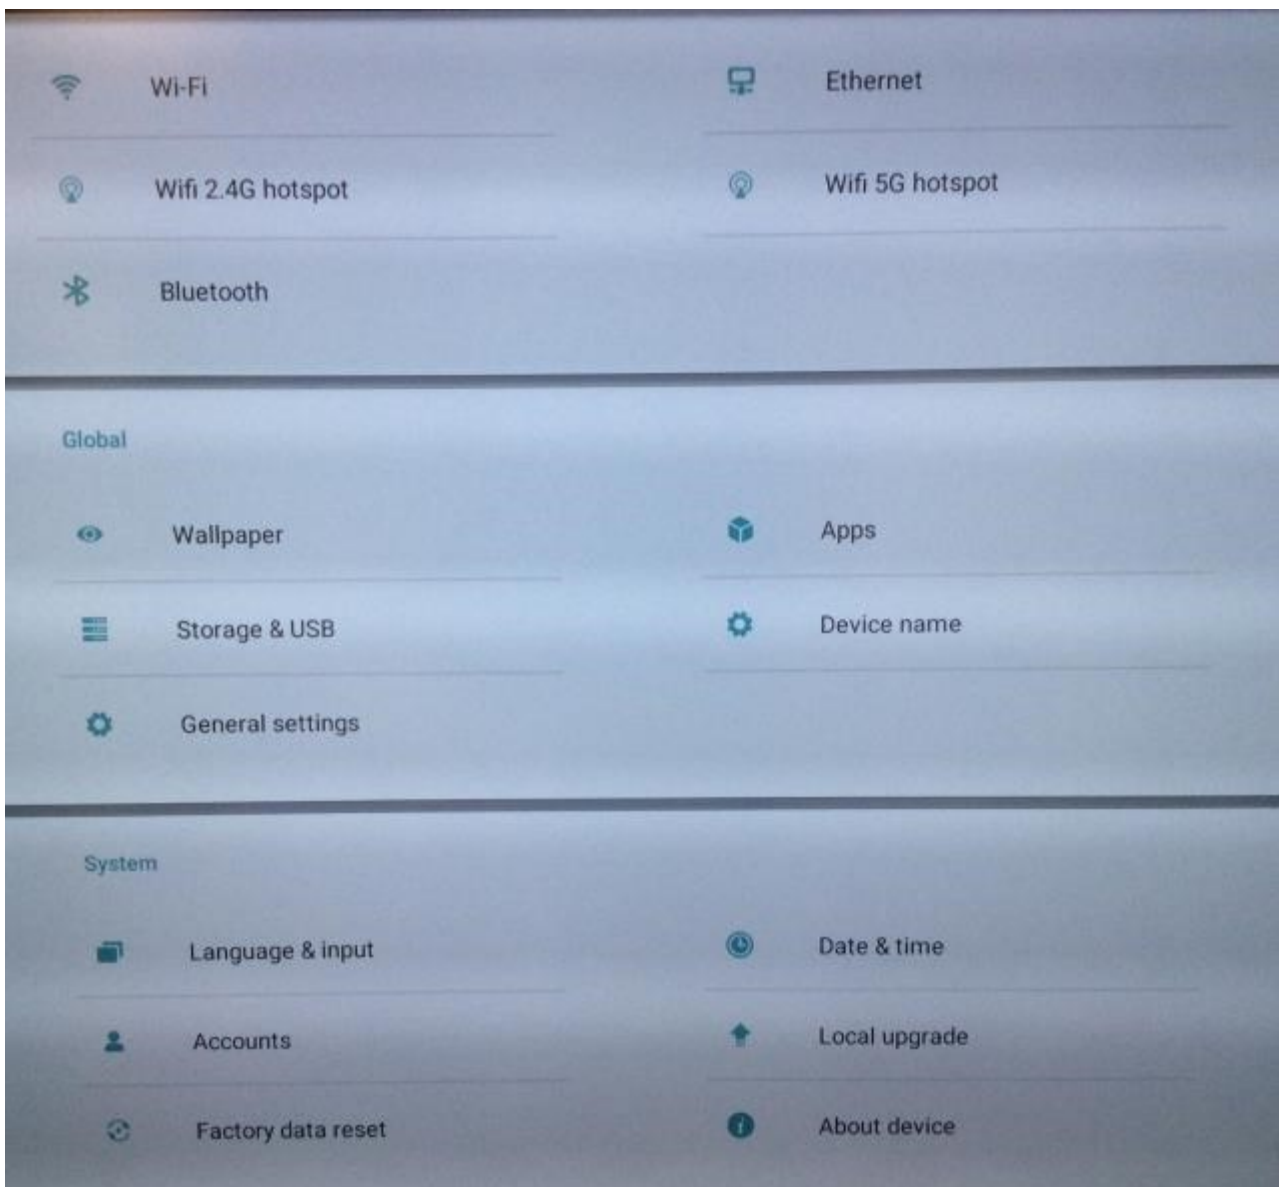 Wi-Fi
Ethernet
Wifi 2.4G hotspot
Wifi 5G hotspot
Bluetooth
Global
Wallpaper
Apps
Storage & USB
Device name
General settings
System
Language & input
Date & time
Accounts
Local upgrade
Factory data reset
About device